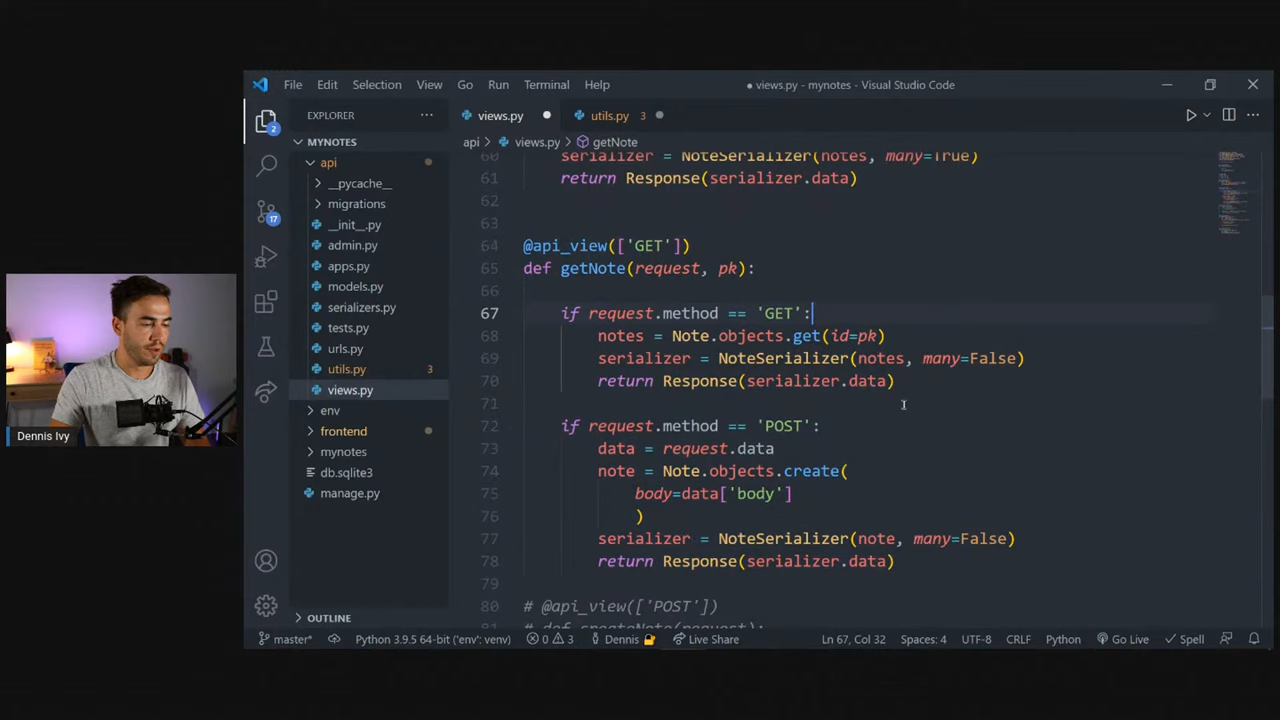 File Edit Selection View Go Run Terminal Help
● views.py - mynotes - Visual Studio Code
EXPLORER ···
views.py ●
utils.py 3 ●
MYNOTES
api > views.py > getNote
api
__pycache__
migrations
__init__.py
admin.py
apps.py
models.py
serializers.py
tests.py
urls.py
utils.py 3
views.py
env
frontend
mynotes
db.sqlite3
manage.py
OUTLINE
2
17
60 serializer = NoteSerializer(notes, many=True)
61 return Response(serializer.data)
62
63
64 @api_view(['GET'])
65 def getNote(request, pk):
66
67 if request.method == 'GET':
68 notes = Note.objects.get(id=pk)
69 serializer = NoteSerializer(notes, many=False)
70 return Response(serializer.data)
71
72 if request.method == 'POST':
73 data = request.data
74 note = Note.objects.create(
75 body=data['body']
76 )
77 serializer = NoteSerializer(note, many=False)
78 return Response(serializer.data)
79
80 # @api_view(['POST'])
81 # def createNote(request):
Dennis Ivy
master* Python 3.9.5 64-bit ('env': venv) 0 3 Dennis Live Share Ln 67, Col 32 Spaces: 4 UTF-8 CRLF Python Go Live Spell